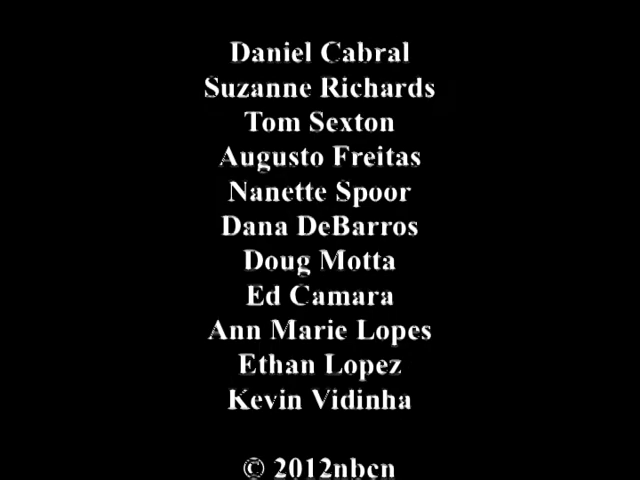 Daniel Cabral
Suzanne Richards
Tom Sexton
Augusto Freitas
Nanette Spoor
Dana DeBarros
Doug Motta
Ed Camara
Ann Marie Lopes
Ethan Lopez
Kevin Vidinha
© 2012nbcn